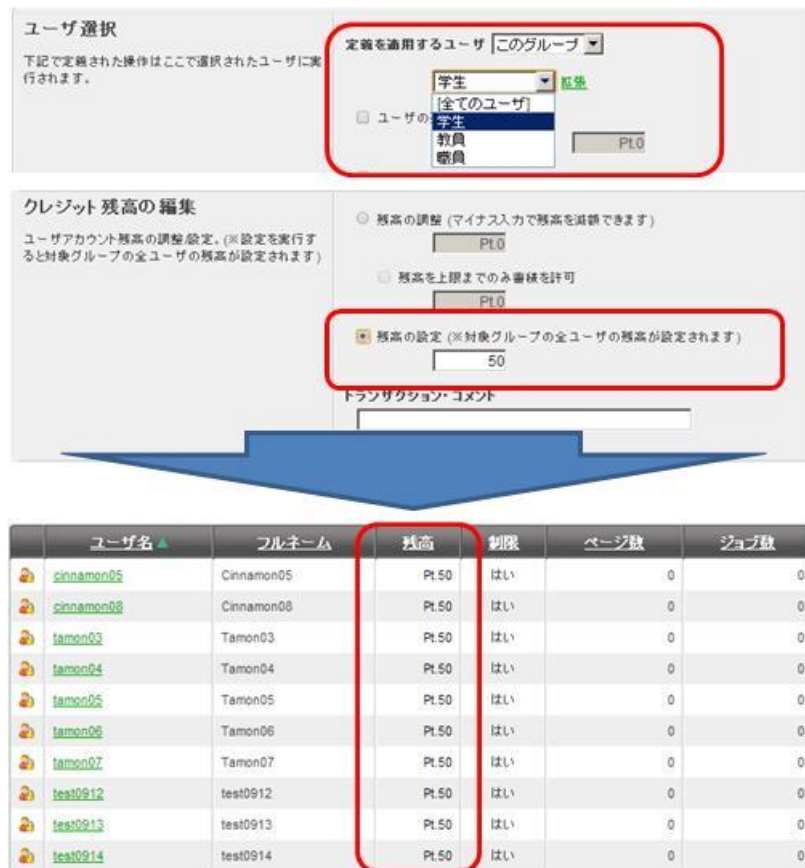 ユーザ選択
下記で定義された操作はここで選択されたユーザに実
行されます。
定義を適用するユーザ このグループ
学生 拡張
[全てのユーザ]
ユーザの
学生
教員
Pt.0
職員
クレジット残高の編集
ユーザアカウント残高の調整/設定。(※設定を実行す
ると対象グループの全ユーザの残高が設定されます)
残高の調整 (マイナス入力で残高を減額できます)
Pt.0
残高を上限までのみ蓄積を許可
Pt.0
残高の設定 (※対象グループの全ユーザの残高が設定されます)
50
トランザクション・コメント
ユーザ名 フルネーム 残高 制限 ページ数 ジョブ数
cinnamon05 Cinnamon05 Pt.50 はい 0 0
cinnamon08 Cinnamon08 Pt.50 はい 0 0
tamon03 Tamon03 Pt.50 はい 0 0
tamon04 Tamon04 Pt.50 はい 0 0
tamon05 Tamon05 Pt.50 はい 0 0
tamon06 Tamon06 Pt.50 はい 0 0
tamon07 Tamon07 Pt.50 はい 0 0
test0912 test0912 Pt.50 はい 0 0
test0913 test0913 Pt.50 はい 0 0
test0914 test0914 Pt.50 はい 0 0